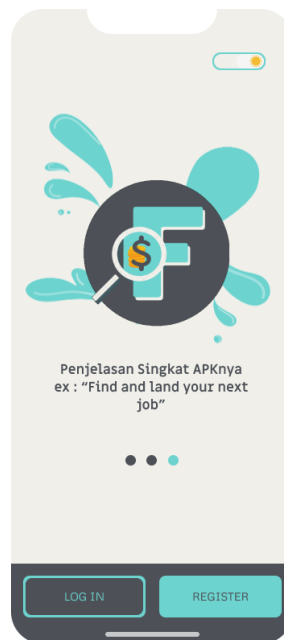 F
$
Penjelasan Singkat APKnya
ex : “Find and land your next
job”
LOG IN
REGISTER